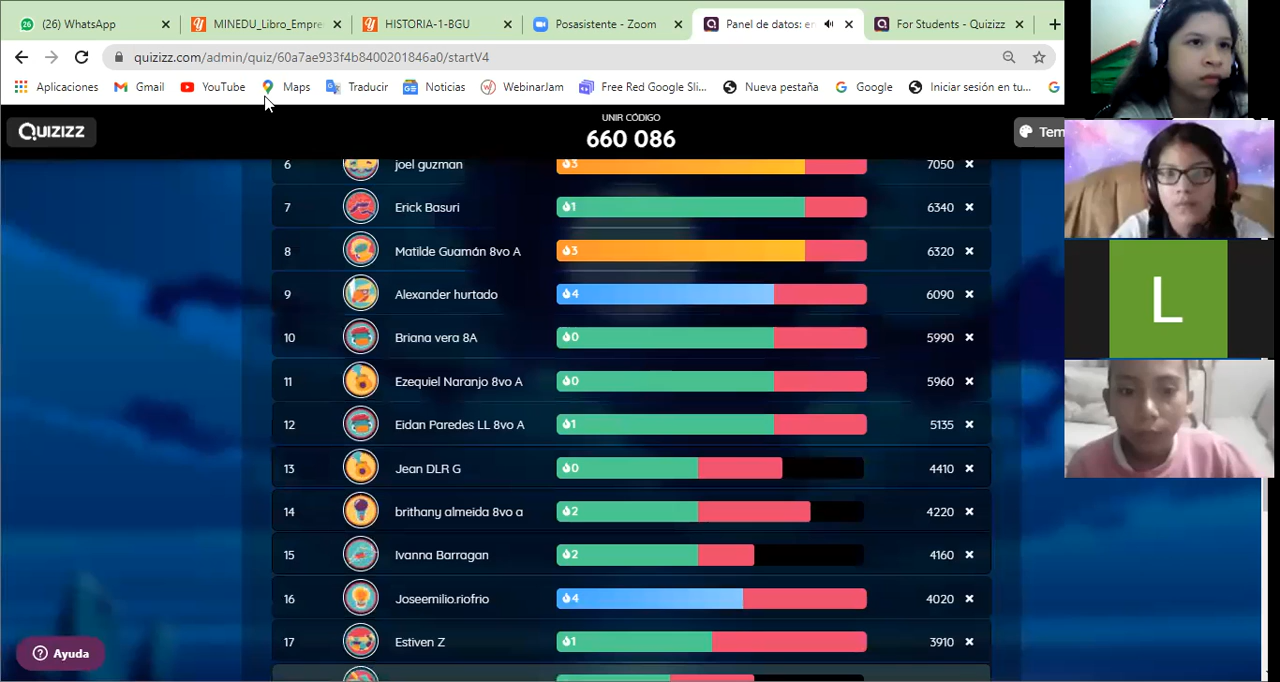 (26) WhatsApp
MINEDU_Libro_Empre
HISTORIA-1-BGU
Posasistente - Zoom
Panel de datos: en
For Students - Quizizz
quizizz.com/admin/quiz/60a7ae933f4b8400201846a0/startV4
Aplicaciones
Gmail
YouTube
Maps
Traducir
Noticias
WebinarJam
Free Red Google Sli...
Nueva pestaña
Google
Iniciar sesión en tu...
QUIZIZZ
UNIR CÓDIGO
660 086
Tem
6 joel guzman 3 7050
7 Erick Basuri 1 6340
8 Matilde Guamán 8vo A 3 6320
9 Alexander hurtado 4 6090
10 Briana vera 8A 0 5990
11 Ezequiel Naranjo 8vo A 0 5960
12 Eidan Paredes LL 8vo A 1 5135
13 Jean DLR G 0 4410
14 brithany almeida 8vo a 2 4220
15 Ivanna Barragan 2 4160
16 Joseemilio.riofrio 4 4020
17 Estiven Z 1 3910
Ayuda
L